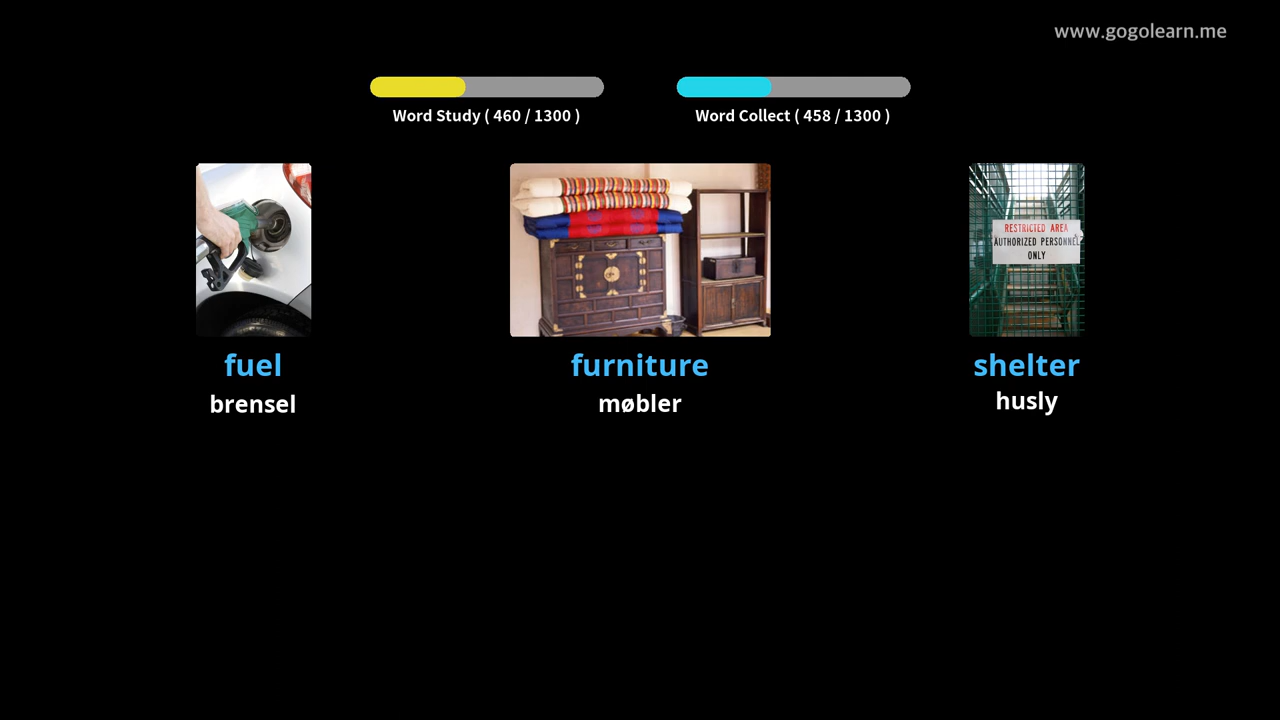 www.gogolearn.me
Word Study ( 460 / 1300 )
Word Collect ( 458 / 1300 )
RESTRICTED AREA
AUTHORIZED PERSONNEL
ONLY
fuel
furniture
shelter
brensel
møbler
husly